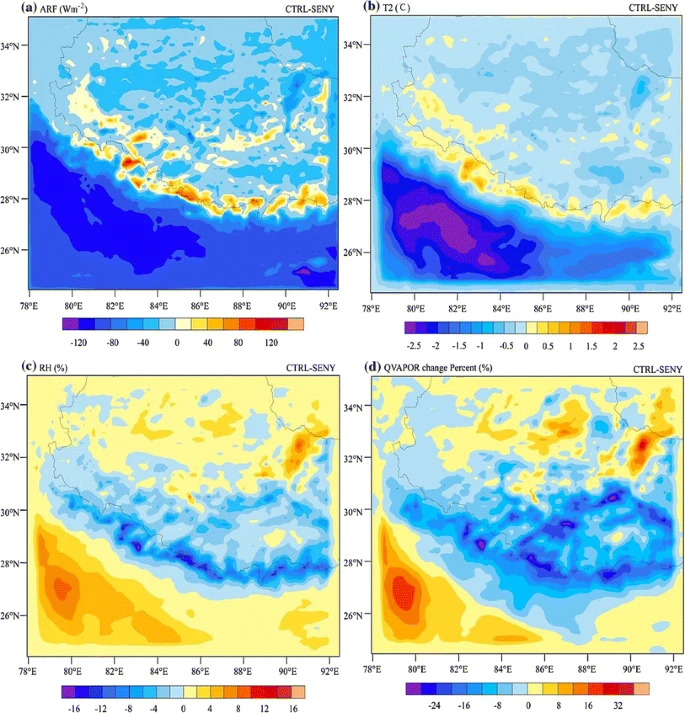 (a) ARF (Wm-2) CTRL-SENY
34°N
32°N
30°N
28°N
26°N
78°E 80°E 82°E 84°E 86°E 88°E 90°E 92°E
-120 -80 -40 0 40 80 120
(b) T2 (C) CTRL-SENY
34°N
32°N
30°N
28°N
26°N
78°E 80°E 82°E 84°E 86°E 88°E 90°E 92°E
-2.5 -2 -1.5 -1 -0.5 0 0.5 1 1.5 2 2.5
(c) RH (%) CTRL-SENY
34°N
32°N
30°N
28°N
26°N
78°E 80°E 82°E 84°E 86°E 88°E 90°E 92°E
-16 -12 -8 -4 0 4 8 12 16
(d) QVAPOR change Percent (%) CTRL-SENY
34°N
32°N
30°N
28°N
26°N
78°E 80°E 82°E 84°E 86°E 88°E 90°E 92°E
-24 -16 -8 0 8 16 32